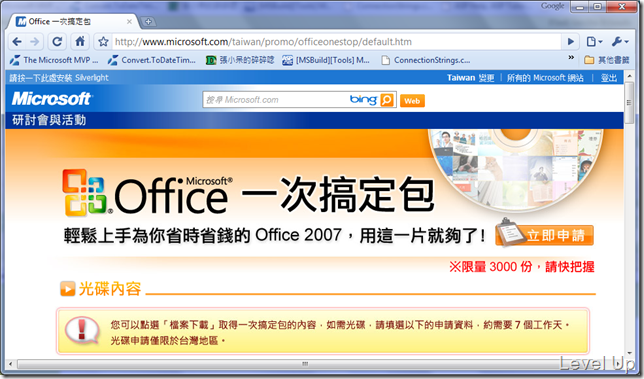 Google
Office 一次搞定包
http://www.microsoft.com/taiwan/promo/officeonestop/default.htm
The Microsoft MVP ... Convert.ToDateTim... 張小呆的碎碎唸 [MSBuild][Tools] M... ConnectionStrings.c... » 其他書籤
請按一下此處安裝 Silverlight
Taiwan 變更 | 所有的 Microsoft 網站 | 登出
Microsoft 搜尋 Microsoft.com bing Web
研討會與活動
Microsoft® Office 一次搞定包
輕鬆上手為你省時省錢的 Office 2007，用這一片就夠了!
立即申請
※限量 3000 份，請快把握
光碟內容
您可以點選「檔案下載」取得一次搞定包的內容，如需光碟，請填選以下的申請資料，約需要 7 個工作天。
光碟申請僅限於台灣地區。
Level Up